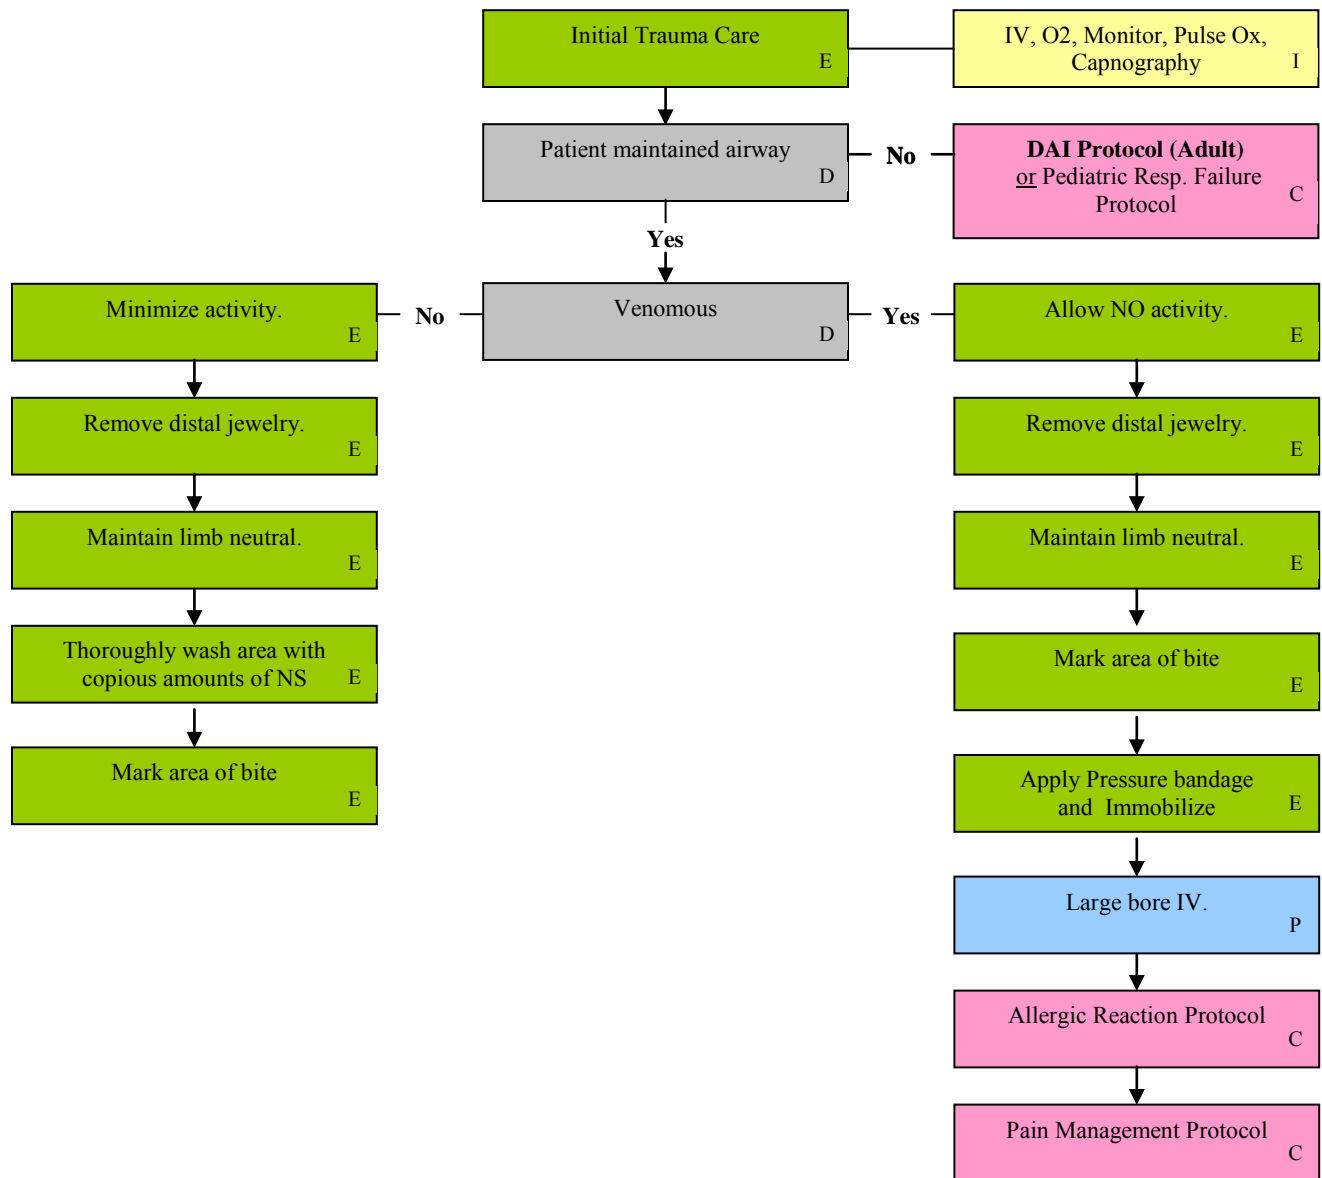 Initial Trauma Care
E
IV, O2, Monitor, Pulse Ox,
Capnography
I
Patient maintained airway
D
No
DAI Protocol (Adult)
or Pediatric Resp. Failure
Protocol
C
Yes
Minimize activity.
E
No
Venomous
D
Yes
Allow NO activity.
E
Remove distal jewelry.
E
Remove distal jewelry.
E
Maintain limb neutral.
E
Maintain limb neutral.
E
Thoroughly wash area with
copious amounts of NS
E
Mark area of bite
E
Mark area of bite
E
Apply Pressure bandage
and Immobilize
E
Large bore IV.
P
Allergic Reaction Protocol
C
Pain Management Protocol
C